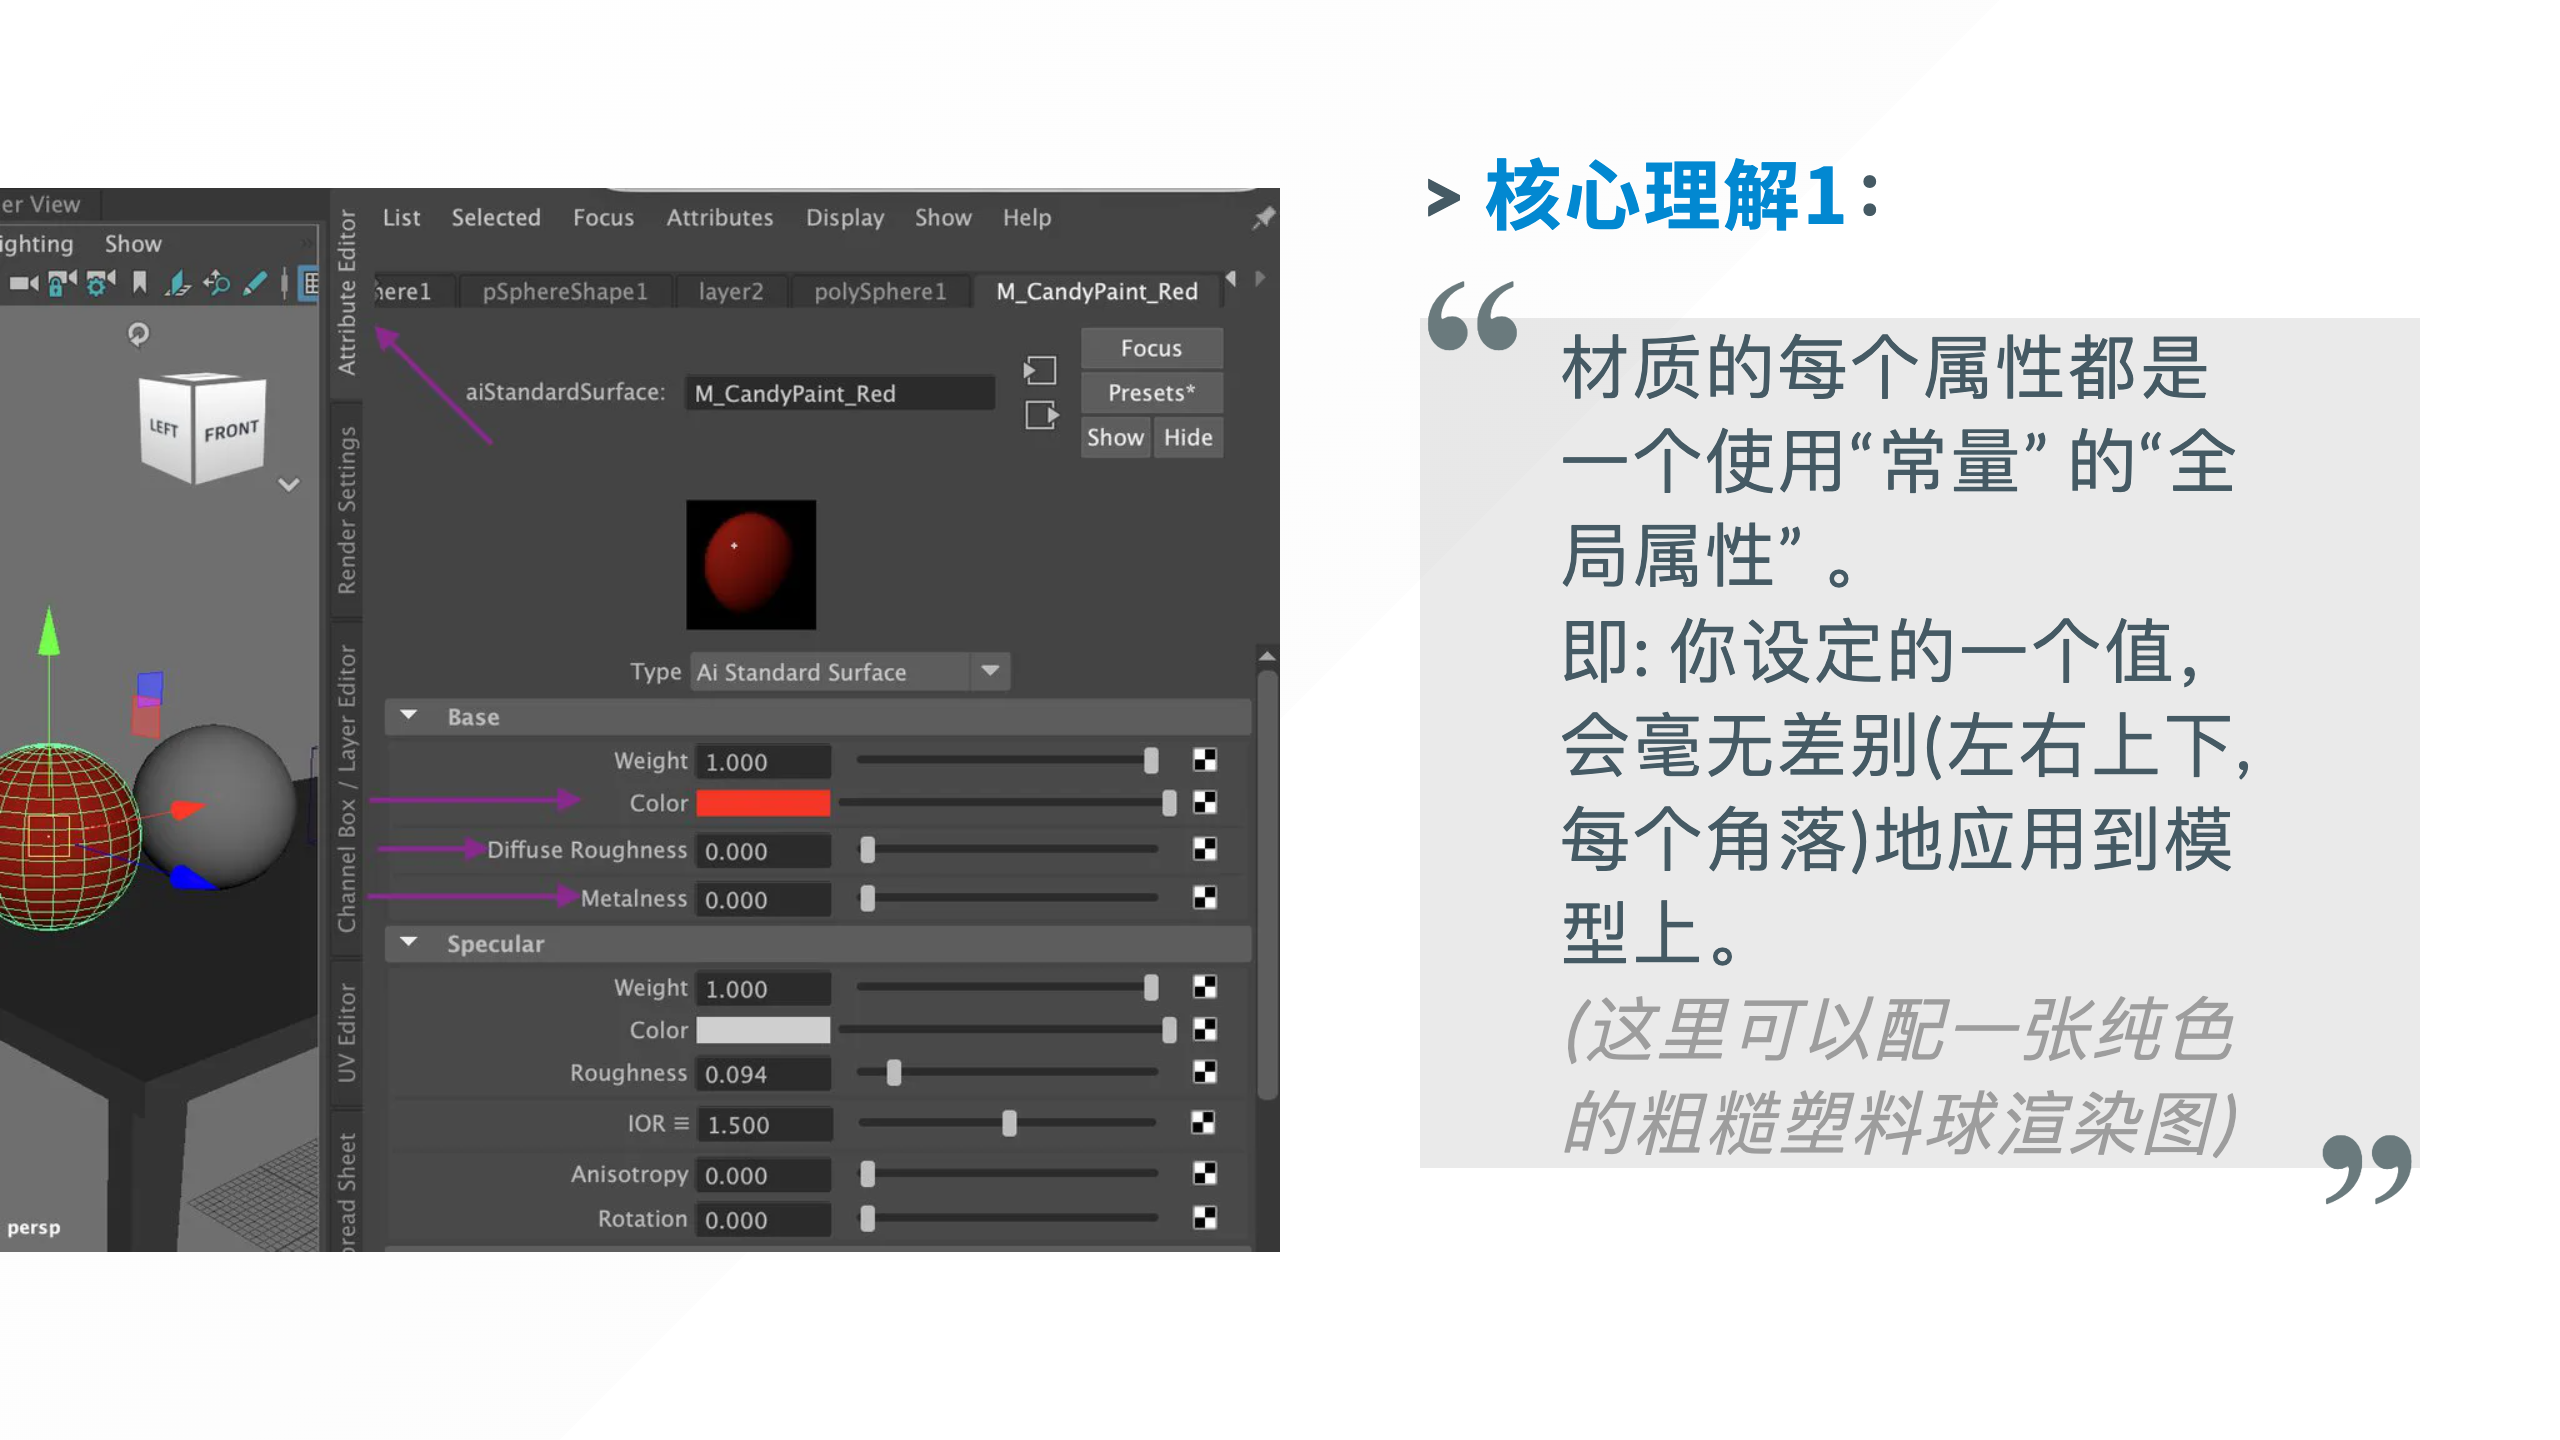 er View
ighting Show
LEFT
FRONT
persp
Attribute Editor
Render Settings
Channel Box / Layer Editor
UV Editor
read Sheet
List Selected Focus Attributes Display Show Help
here1 pSphereShape1 layer2 polySphere1 M_CandyPaint_Red
aiStandardSurface: M_CandyPaint_Red
Focus
Presets*
Show Hide
Type Ai Standard Surface
Base
Weight 1.000
Color
Diffuse Roughness 0.000
Metalness 0.000
Specular
Weight 1.000
Color
Roughness 0.094
IOR ≡ 1.500
Anisotropy 0.000
Rotation 0.000
> 核心理解1：
“
材质的每个属性都是
一个使用“常量” 的“全
局属性” 。
即: 你设定的一个值，
会毫无差别(左右上下,
每个角落)地应用到模
型上。
(这里可以配一张纯色
的粗糙塑料球渲染图)
”